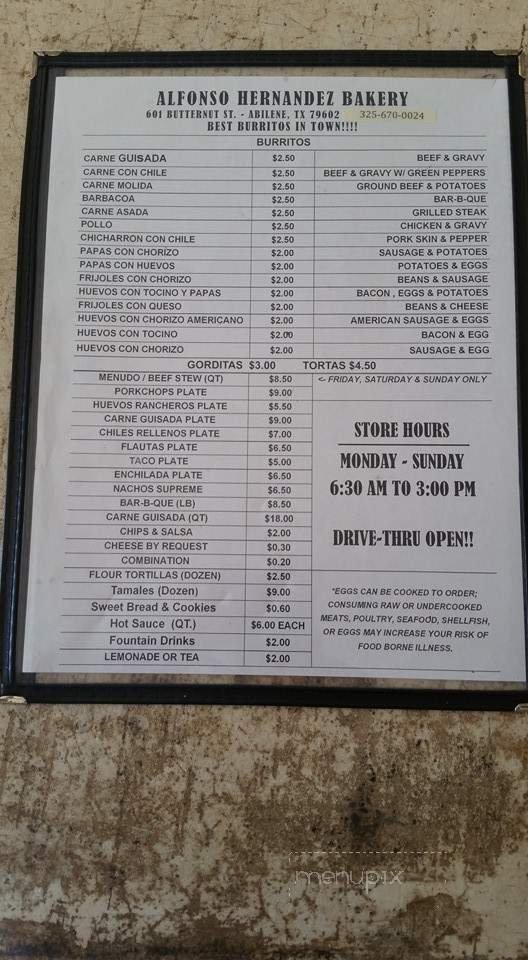 ALFONSO HERNANDEZ BAKERY
601 BUTTERNUT ST. - ABILENE, TX 79602 325-670-0024
BEST BURRITOS IN TOWN!!!!
BURRITOS
CARNE GUISADA $2.50 BEEF & GRAVY
CARNE CON CHILE $2.50 BEEF & GRAVY W/ GREEN PEPPERS
CARNE MOLIDA $2.50 GROUND BEEF & POTATOES
BARBACOA $2.50 BAR-B-QUE
CARNE ASADA $2.50 GRILLED STEAK
POLLO $2.50 CHICKEN & GRAVY
CHICHARRON CON CHILE $2.50 PORK SKIN & PEPPER
PAPAS CON CHORIZO $2.00 SAUSAGE & POTATOES
PAPAS CON HUEVOS $2.00 POTATOES & EGGS
FRIJOLES CON CHORIZO $2.00 BEANS & SAUSAGE
HUEVOS CON TOCINO Y PAPAS $2.00 BACON , EGGS & POTATOES
FRIJOLES CON QUESO $2.00 BEANS & CHEESE
HUEVOS CON CHORIZO AMERICANO $2.00 AMERICAN SAUSAGE & EGGS
HUEVOS CON TOCINO $2.00 BACON & EGG
HUEVOS CON CHORIZO $2.00 SAUSAGE & EGG
GORDITAS $3.00 TORTAS $4.50
MENUDO / BEEF STEW (QT) $8.50 <- FRIDAY, SATURDAY & SUNDAY ONLY
PORKCHOPS PLATE $9.00
HUEVOS RANCHEROS PLATE $5.50
CARNE GUISADA PLATE $9.00
CHILES RELLENOS PLATE $7.00
FLAUTAS PLATE $6.50
TACO PLATE $5.00
ENCHILADA PLATE $6.50
NACHOS SUPREME $6.50
BAR-B-QUE (LB) $8.50
CARNE GUISADA (QT) $18.00
CHIPS & SALSA $2.00
CHEESE BY REQUEST $0.30
COMBINATION $0.20
FLOUR TORTILLAS (DOZEN) $2.50
Tamales (Dozen) $9.00
Sweet Bread & Cookies $0.60
Hot Sauce (QT.) $6.00 EACH
Fountain Drinks $2.00
LEMONADE OR TEA $2.00
STORE HOURS
MONDAY - SUNDAY
6:30 AM TO 3:00 PM
DRIVE-THRU OPEN!!
*EGGS CAN BE COOKED TO ORDER;
CONSUMING RAW OR UNDERCOOKED
MEATS, POULTRY, SEAFOOD, SHELLFISH,
OR EGGS MAY INCREASE YOUR RISK OF
FOOD BORNE ILLNESS.
menupix